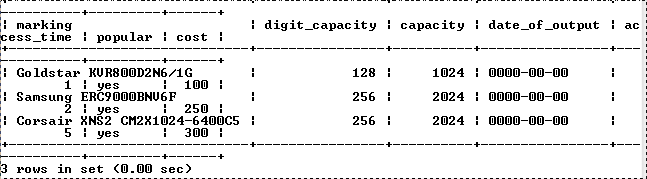 -----------+---------+-------+
| marking                          | digit_capacity | capacity | date_of_output | ac
cess_time | popular | cost |
+----------------------------------+----------------+----------+----------------+---
-----------+---------+-------+
| Goldstar KVR800D2N6/1G           |            128 |     1024 | 0000-00-00     |
        1 | yes     |  100 |
| Samsung ERC9000BNV6F             |            256 |     2024 | 0000-00-00     |
        2 | yes     |  250 |
| Corsair XNS2 CM2X1024-6400C5     |            256 |     2024 | 0000-00-00     |
        5 | yes     |  300 |
+----------------------------------+----------------+----------+----------------+---
-----------+---------+-------+
3 rows in set (0.00 sec)